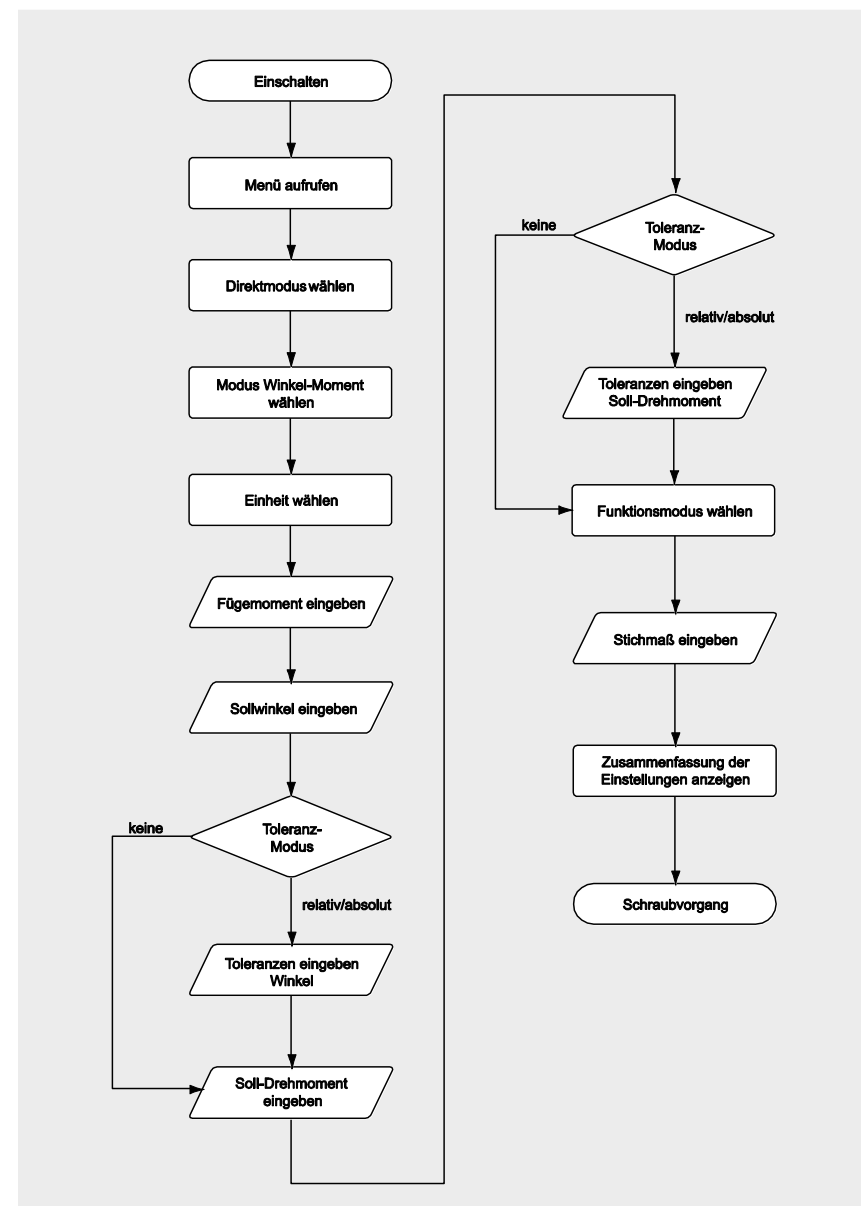 Einschalten
Menü aufrufen
Direktmodus wählen
Modus Winkel-Moment
wählen
Einheit wählen
Fügemoment eingeben
Sollwinkel eingeben
Toleranz-
Modus
keine
relativ/absolut
Toleranzen eingeben
Winkel
Soll-Drehmoment
eingeben
Toleranz-
Modus
keine
relativ/absolut
Toleranzen eingeben
Soll-Drehmoment
Funktionsmodus wählen
Stichmaß eingeben
Zusammenfassung der
Einstellungen anzeigen
Schraubvorgang